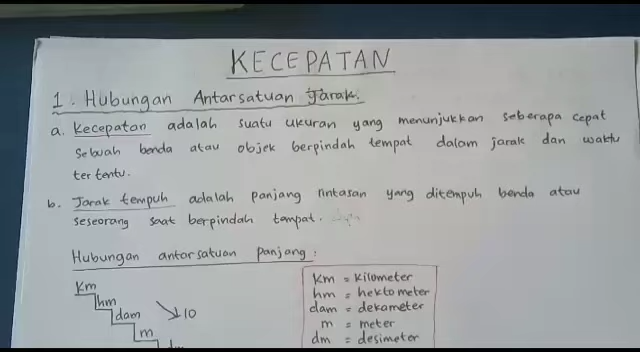 KECEPATAN
1. Hubungan Antarsatuan Jarak.
a. Kecepatan adalah suatu ukuran yang menunjukkan seberapa cepat
sebuah benda atau objek berpindah tempat dalam jarak dan waktu
tertentu.
b. Jarak tempuh adalah panjang lintasan yang ditempuh benda atau
seseorang saat berpindah tempat.
Hubungan antarsatuan panjang :
km
hm
dam
m
10
km = kilometer
hm = hektometer
dam = dekameter
m = meter
dm = desimeter